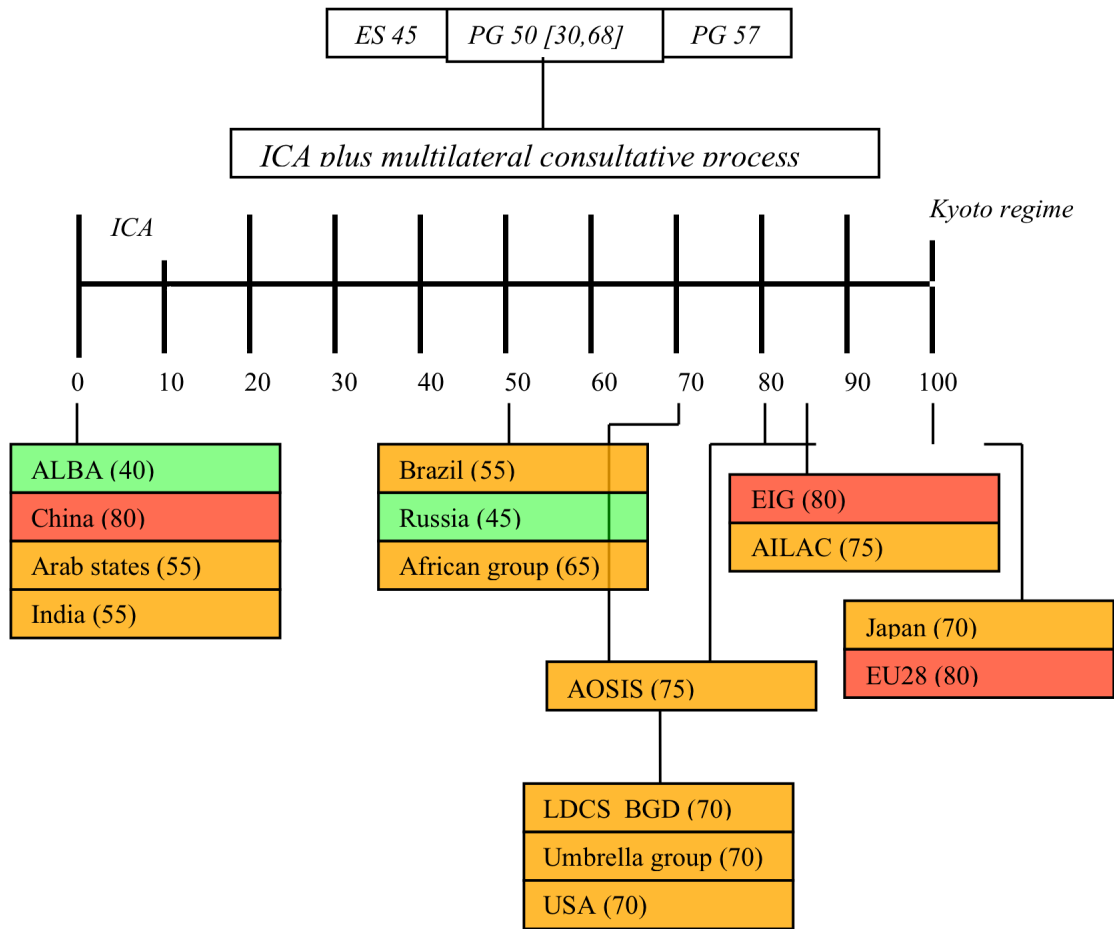 ES 45 PG 50 [30,68] PG 57
ICA plus multilateral consultative process
ICA
Kyoto regime
0 10 20 30 40 50 60 70 80 90 100
ALBA (40)
China (80)
Arab states (55)
India (55)
Brazil (55)
Russia (45)
African group (65)
EIG (80)
AILAC (75)
Japan (70)
EU28 (80)
AOSIS (75)
LDCS BGD (70)
Umbrella group (70)
USA (70)